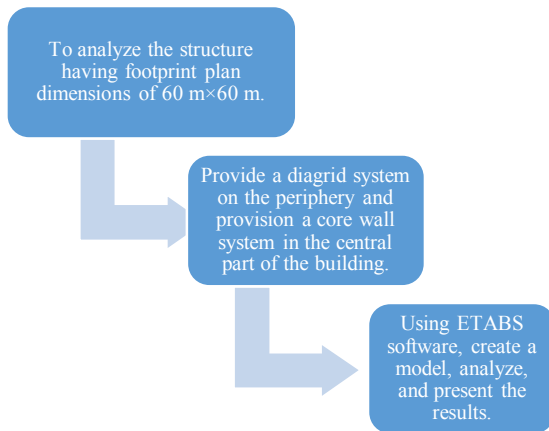 To analyze the structure
having footprint plan
dimensions of 60 m×60 m.
Provide a diagrid system
on the periphery and
provision a core wall
system in the central
part of the building.
Using ETABS
software, create a
model, analyze,
and present the
results.